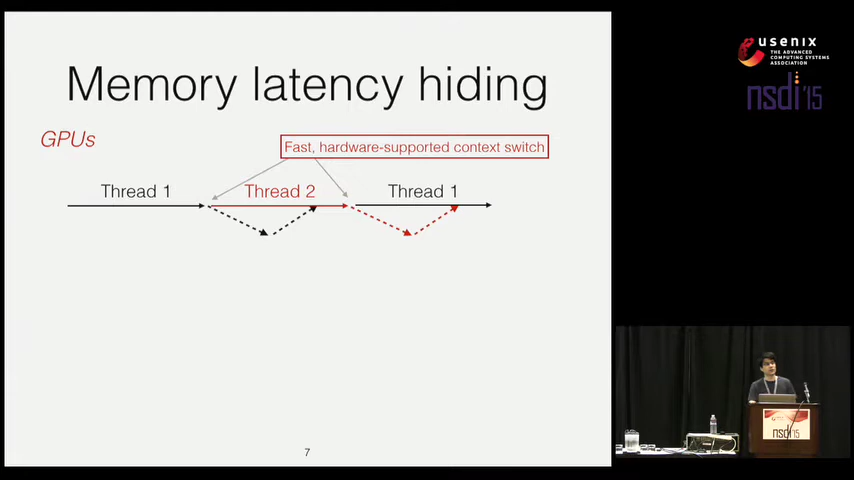 Memory latency hiding
GPUs
Fast, hardware-supported context switch
Thread 1
Thread 2
Thread 1
7
usenix
THE ADVANCED
COMPUTING SYSTEMS
ASSOCIATION
nsdi '15
nsdi'15